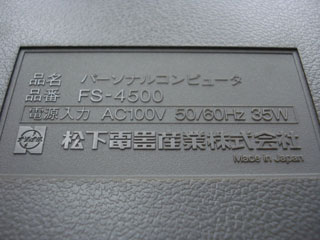 品名 パーソナルコンピュータ
品番 FS-4500
電源入力 AC100V 50/60Hz 35W
松下電器産業株式会社
Made in Japan